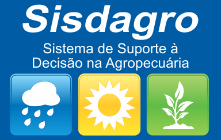 Sisdagro
Sistema de Suporte à
Decisão na Agropecuária